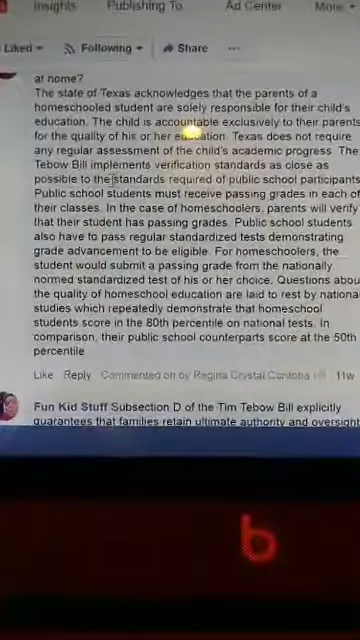 Insights Publishing To Ad Center More
Liked Following Share ...
at home?
The state of Texas acknowledges that the parents of a
homeschooled student are solely responsible for their child's
education. The child is accountable exclusively to their parents
for the quality of his or her education. Texas does not require
any regular assessment of the child's academic progress. The
Tebow Bill implements verification standards as close as
possible to the standards required of public school participants
Public school students must receive passing grades in each of
their classes. In the case of homeschoolers, parents will verify
that their student has passing grades. Public school students
also have to pass regular standardized tests demonstrating
grade advancement to be eligible. For homeschoolers, the
student would submit a passing grade from the nationally
normed standardized test of his or her choice. Questions abou
the quality of homeschool education are laid to rest by nationa
studies which repeatedly demonstrate that homeschool
students score in the 80th percentile on national tests. In
comparison, their public school counterparts score at the 50th
percentile
Like Reply Commented on by Regina Crystal 11w
Fun Kid Stuff Subsection D of the Tim Tebow Bill explicitly
guarantees that families retain ultimate authority and oversight
b